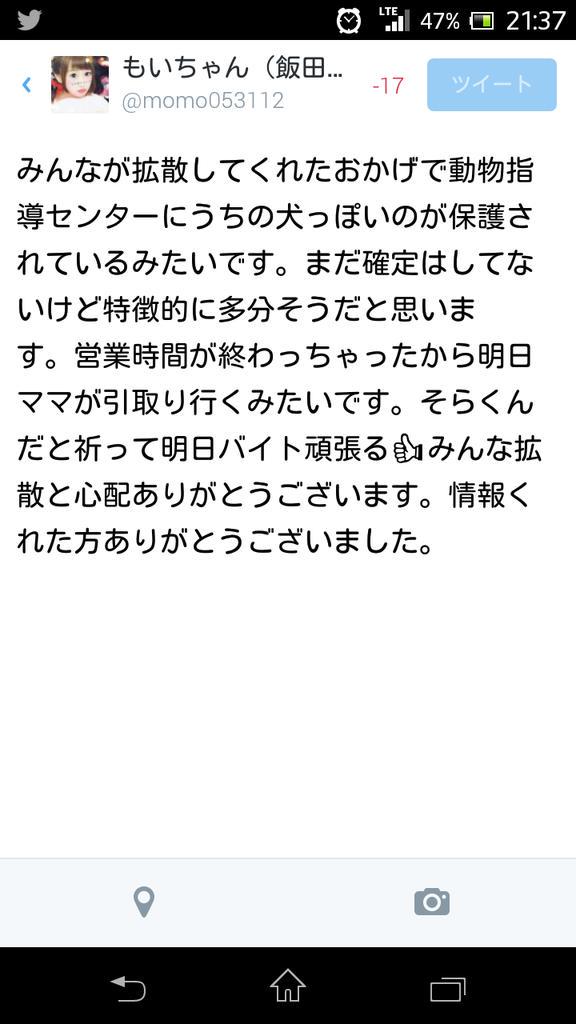 LTE 47% 21:37
もいちゃん（飯田...
@momo053112
-17
ツイート
みんなが拡散してくれたおかげで動物指
導センターにうちの犬っぽいのが保護さ
れているみたいです。まだ確定はしてな
いけど特徴的に多分そうだと思いま
す。営業時間が終わっちゃったから明日
ママが引取り行くみたいです。そらくん
だと祈って明日バイト頑張る👍みんな拡
散と心配ありがとうございます。情報く
れた方ありがとうございました。